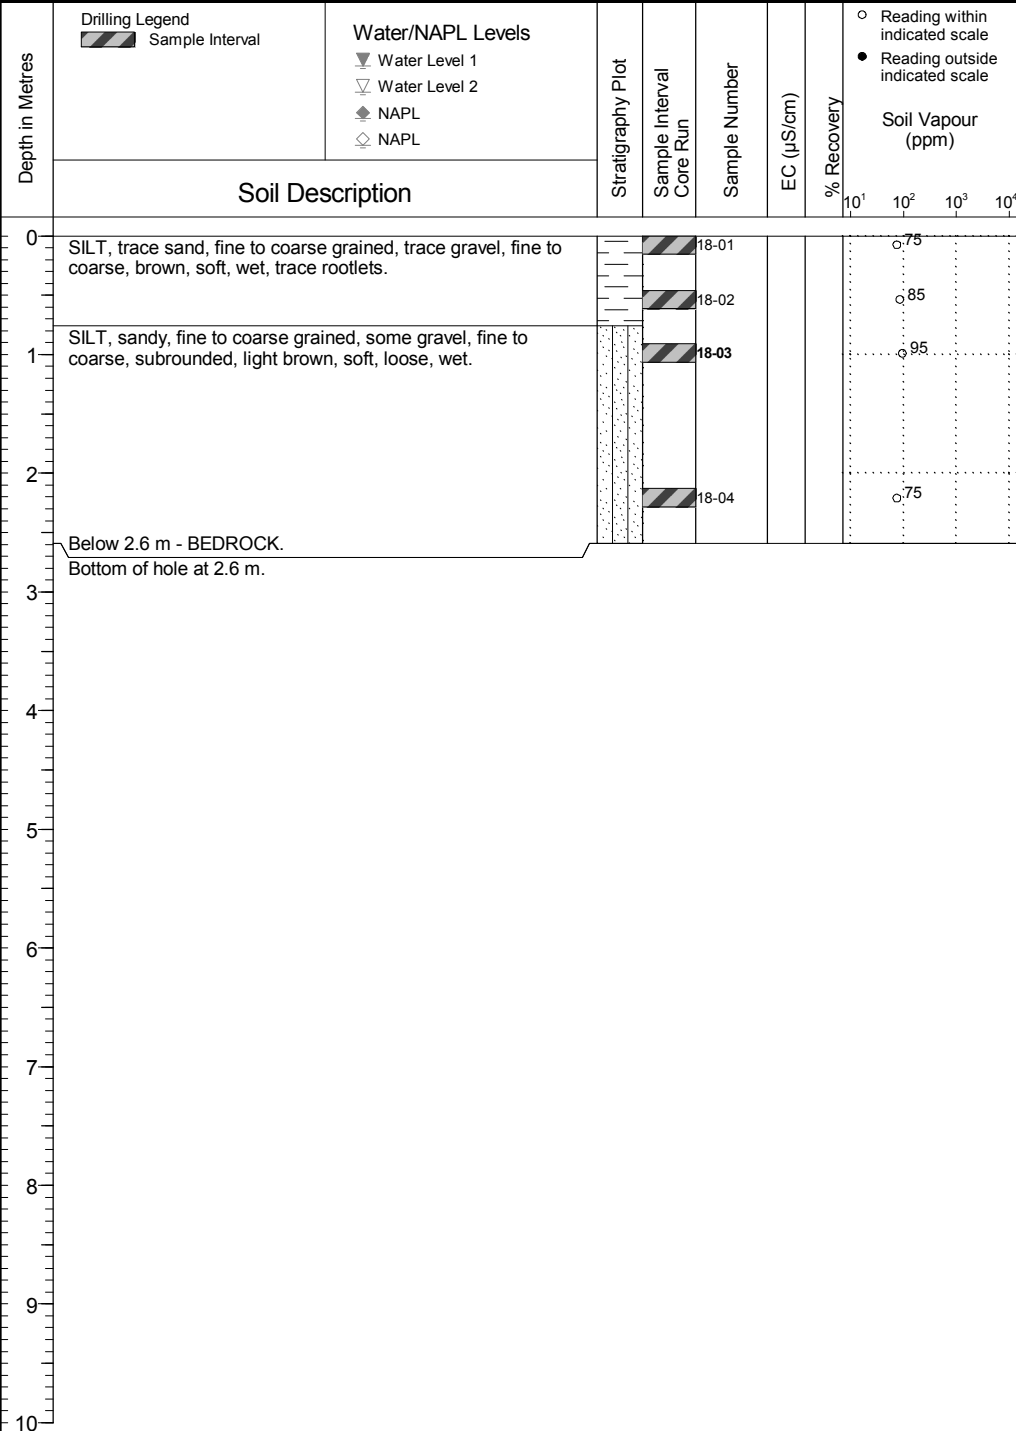 Drilling Legend
Sample Interval
Water/NAPL Levels
Water Level 1
Water Level 2
NAPL
NAPL
Depth in Metres
Soil Description
Stratigraphy Plot
Sample Interval
Core Run
Sample Number
EC (µS/cm)
% Recovery
Reading within
indicated scale
Reading outside
indicated scale
Soil Vapour
(ppm)
10¹ 10² 10³ 10⁴
0
SILT, trace sand, fine to coarse grained, trace gravel, fine to
coarse, brown, soft, wet, trace rootlets.
18-01
75
18-02
85
SILT, sandy, fine to coarse grained, some gravel, fine to
coarse, subrounded, light brown, soft, loose, wet.
1
18-03
95
2
18-04
75
Below 2.6 m - BEDROCK.
Bottom of hole at 2.6 m.
3
4
5
6
7
8
9
10